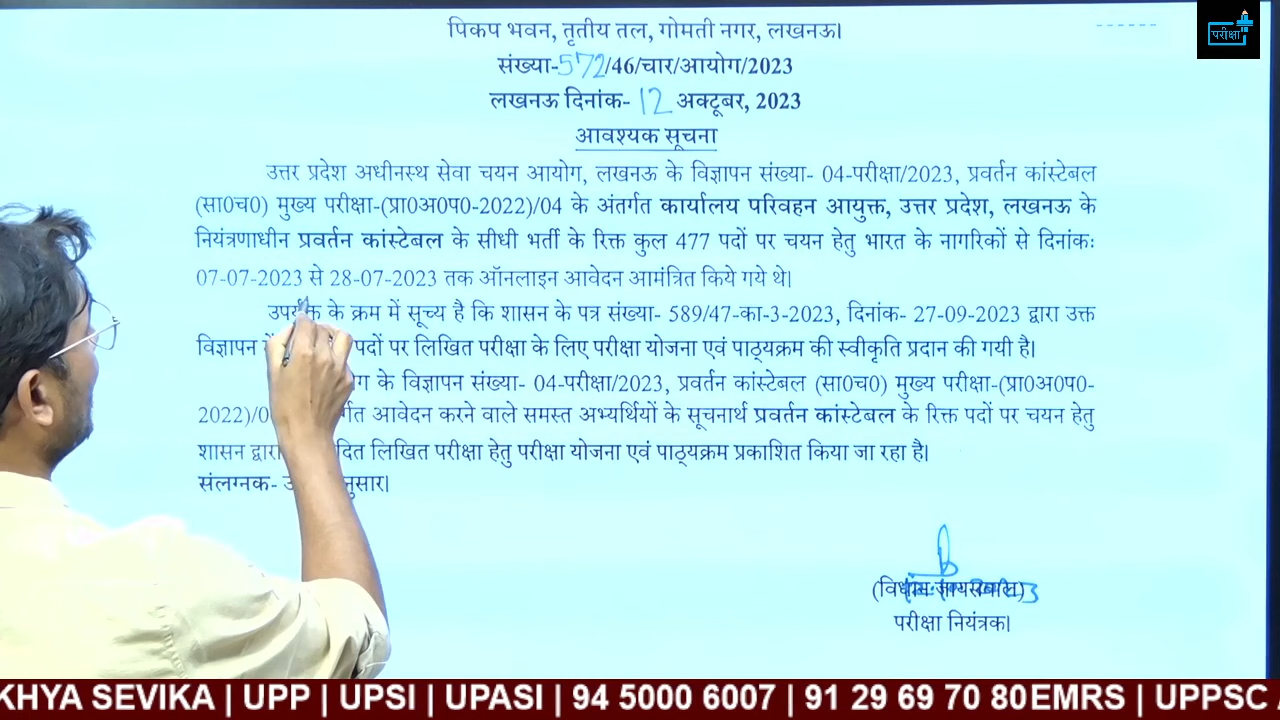 पिकप भवन, तृतीय तल, गोमती नगर, लखनऊ।
परीक्षा
संख्या-572/46/चार/आयोग/2023
लखनऊ दिनांक- 12 अक्टूबर, 2023
आवश्यक सूचना
उत्तर प्रदेश अधीनस्थ सेवा चयन आयोग, लखनऊ के विज्ञापन संख्या- 04-परीक्षा/2023, प्रवर्तन कांस्टेबल
(सा0च0) मुख्य परीक्षा-(प्रा0अ0प0-2022)/04 के अंतर्गत कार्यालय परिवहन आयुक्त, उत्तर प्रदेश, लखनऊ के
नियंत्रणाधीन प्रवर्तन कांस्टेबल के सीधी भर्ती के रिक्त कुल 477 पदों पर चयन हेतु भारत के नागरिकों से दिनांकः
07-07-2023 से 28-07-2023 तक ऑनलाइन आवेदन आमंत्रित किये गये थे।
के क्रम में सूच्य है कि शासन के पत्र संख्या- 589/47-का-3-2023, दिनांक- 27-09-2023 द्वारा उक्त
विज्ञापन पदों पर लिखित परीक्षा के लिए परीक्षा योजना एवं पाठ्यक्रम की स्वीकृति प्रदान की गयी है।
के विज्ञापन संख्या- 04-परीक्षा/2023, प्रवर्तन कांस्टेबल (सा0च0) मुख्य परीक्षा-(प्रा0अ0प0-
2022)/0 आवेदन करने वाले समस्त अभ्यर्थियों के सूचनार्थ प्रवर्तन कांस्टेबल के रिक्त पदों पर चयन हेतु
शासन द्वारा लिखित परीक्षा हेतु परीक्षा योजना एवं पाठ्यक्रम प्रकाशित किया जा रहा है।
संलग्नक-
परीक्षा नियंत्रक।
KHYA SEVIKA | UPP | UPSI | UPASI | 94 5000 6007 | 91 29 69 70 80EMRS | UPPSC